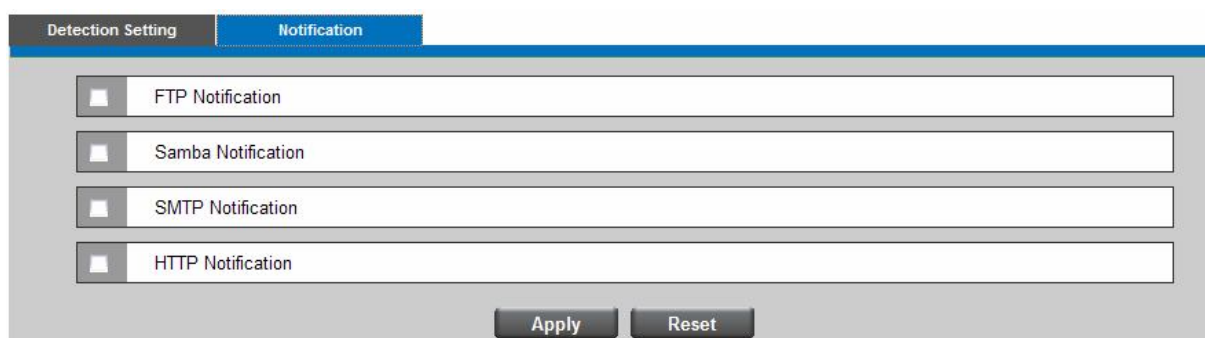 Detection Setting Notification
FTP Notification
Samba Notification
SMTP Notification
HTTP Notification
Apply Reset